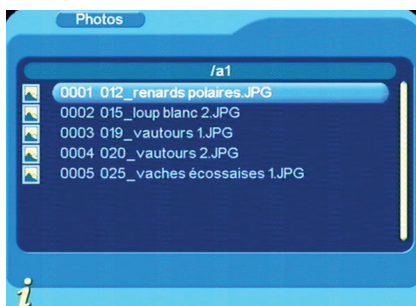 Photos
/a1
0001 012_renards polaires.JPG
0002 015_loup blanc 2.JPG
0003 019_vautours 1.JPG
0004 020_vautours 2.JPG
0005 025_vaches écossaises 1.JPG
i